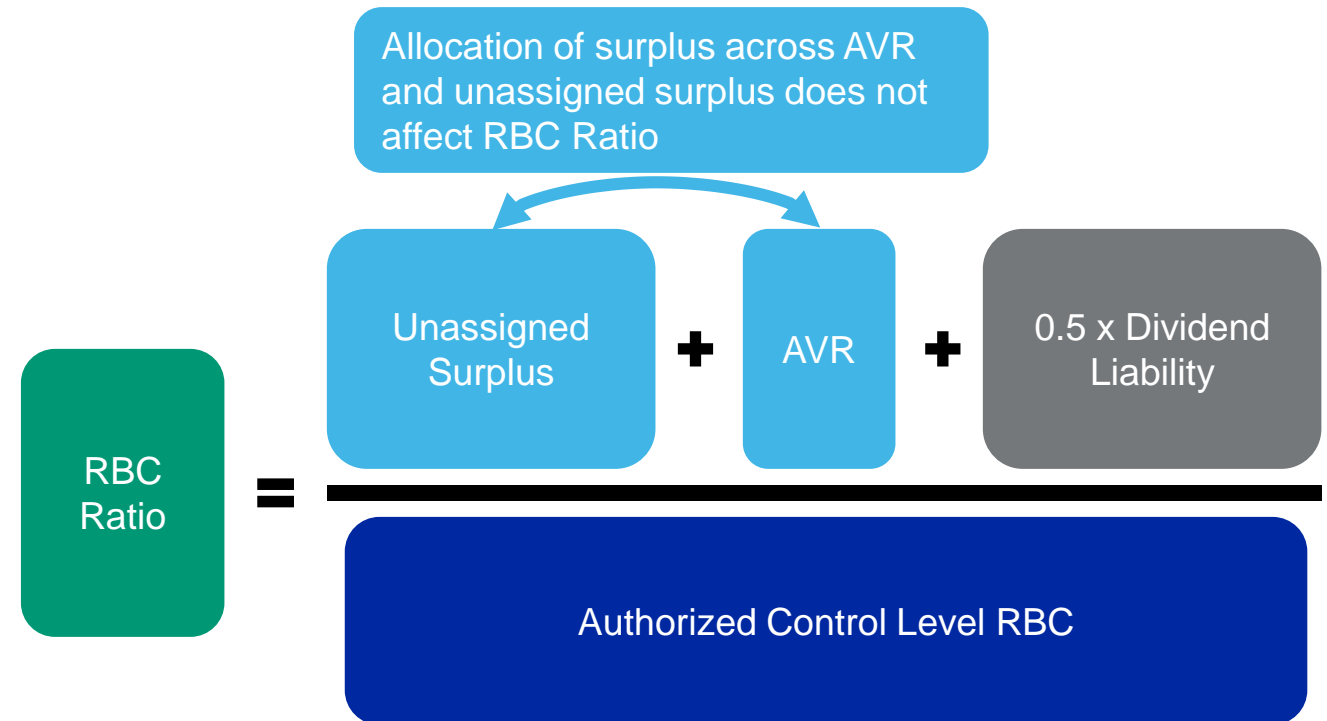 Allocation of surplus across AVR
and unassigned surplus does not
affect RBC Ratio
RBC
Ratio
=
Unassigned
Surplus
+
AVR
+
0.5 x Dividend
Liability
Authorized Control Level RBC